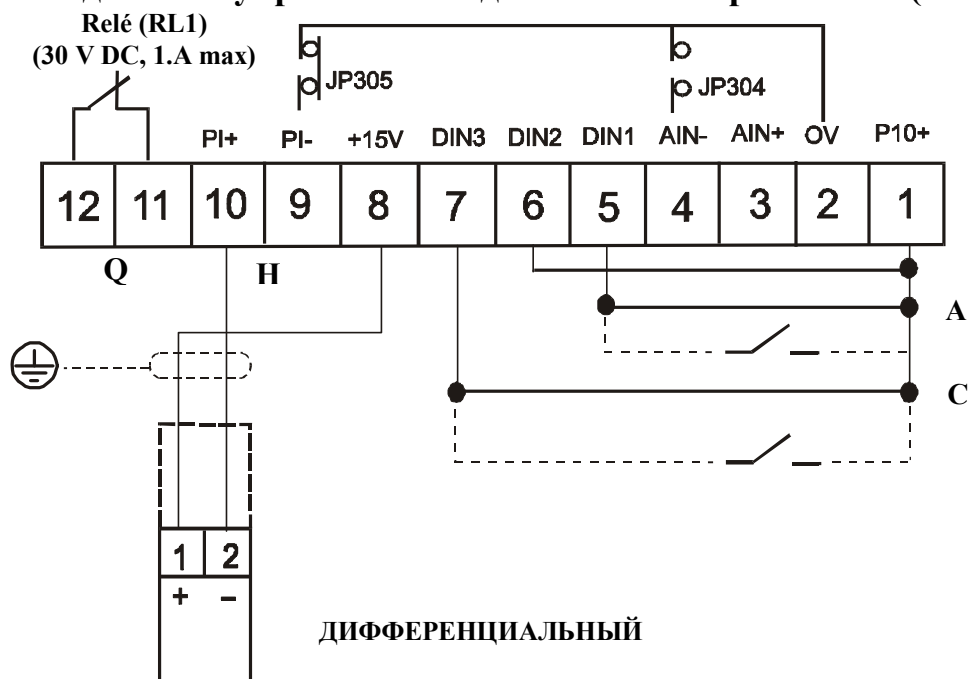 Relé (RL1)
(30 V DC, 1.A max)
JP305
JP304
PI+ PI- +15V DIN3 DIN2 DIN1 AIN- AIN+ OV P10+
12 11 10 9 8 7 6 5 4 3 2 1
Q H
A
C
1 2
+ -
ДИФФЕРЕНЦИАЛЬНЫЙ